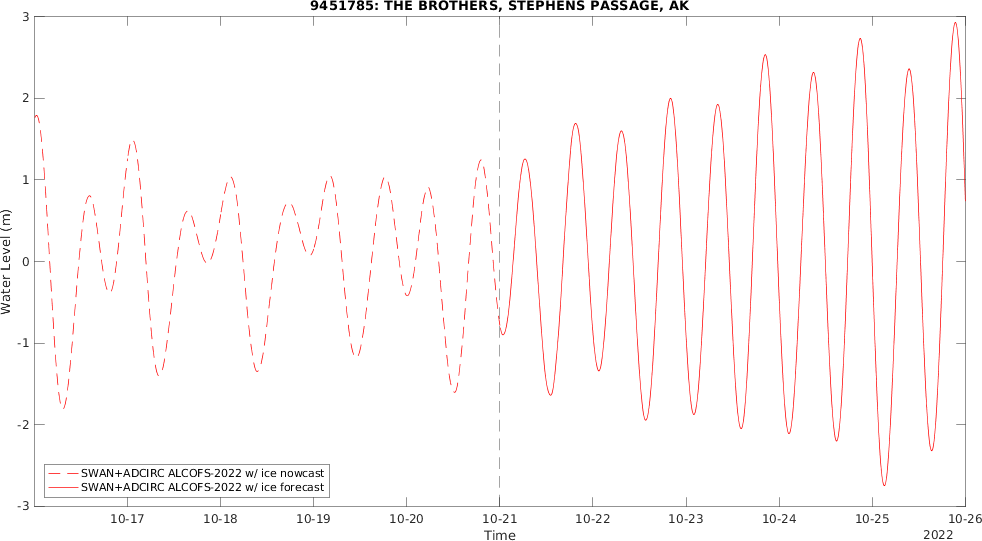 9451785: THE BROTHERS, STEPHENS PASSAGE, AK
3
2
1
0
-1
-2
-3
Water Level (m)
SWAN+ADCIRC ALCOFS-2022 w/ ice nowcast
SWAN+ADCIRC ALCOFS-2022 w/ ice forecast
10-17 10-18 10-19 10-20 10-21 10-22 10-23 10-24 10-25 10-26
Time
2022